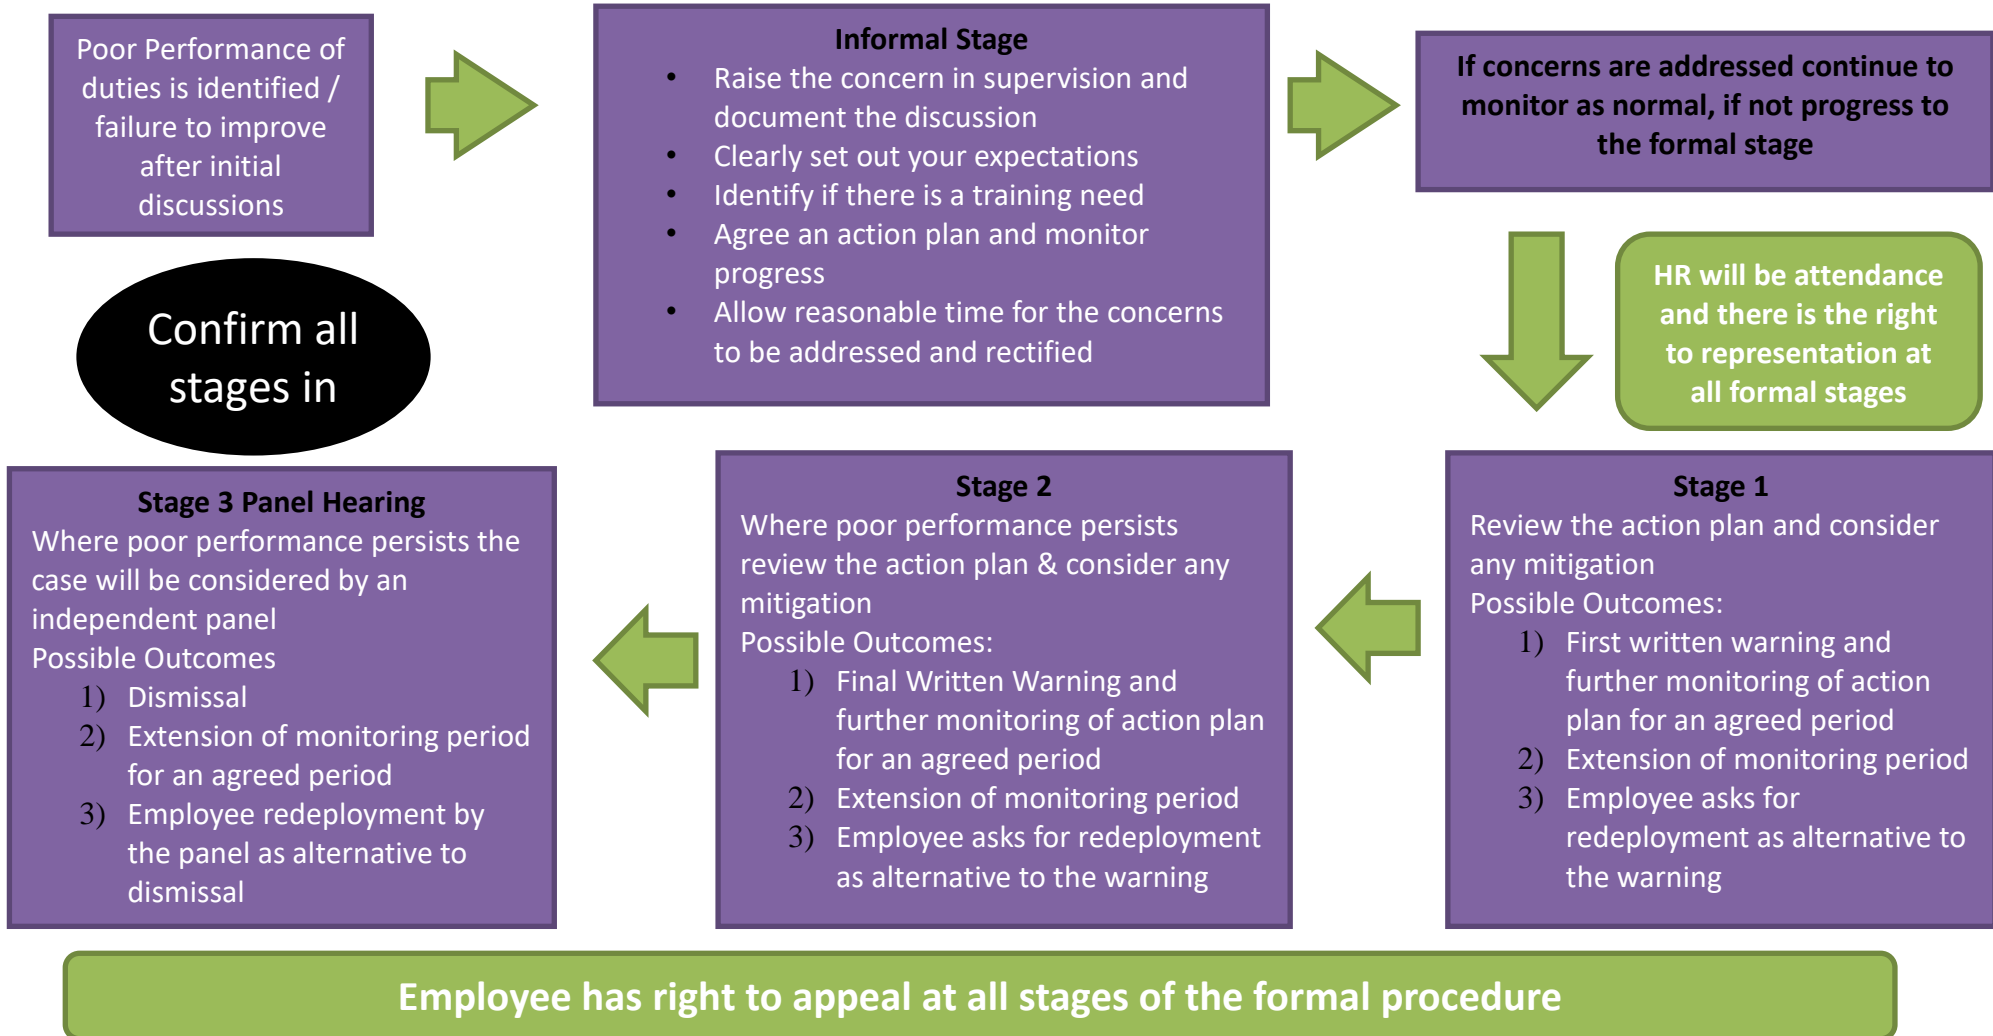 Poor Performance of
duties is identified /
failure to improve
after initial
discussions
Informal Stage
• Raise the concern in supervision and
document the discussion
• Clearly set out your expectations
• Identify if there is a training need
• Agree an action plan and monitor
progress
• Allow reasonable time for the concerns
to be addressed and rectified
If concerns are addressed continue to
monitor as normal, if not progress to
the formal stage
Confirm all
stages in
HR will be attendance
and there is the right
to representation at
all formal stages
Stage 1
Review the action plan and consider
any mitigation
Possible Outcomes:
1) First written warning and
further monitoring of action
plan for an agreed period
2) Extension of monitoring period
3) Employee asks for
redeployment as alternative to
the warning
Stage 2
Where poor performance persists
review the action plan & consider any
mitigation
Possible Outcomes:
1) Final Written Warning and
further monitoring of action plan
for an agreed period
2) Extension of monitoring period
3) Employee asks for redeployment
as alternative to the warning
Stage 3 Panel Hearing
Where poor performance persists the
case will be considered by an
independent panel
Possible Outcomes
1) Dismissal
2) Extension of monitoring period
for an agreed period
3) Employee redeployment by
the panel as alternative to
dismissal
Employee has right to appeal at all stages of the formal procedure